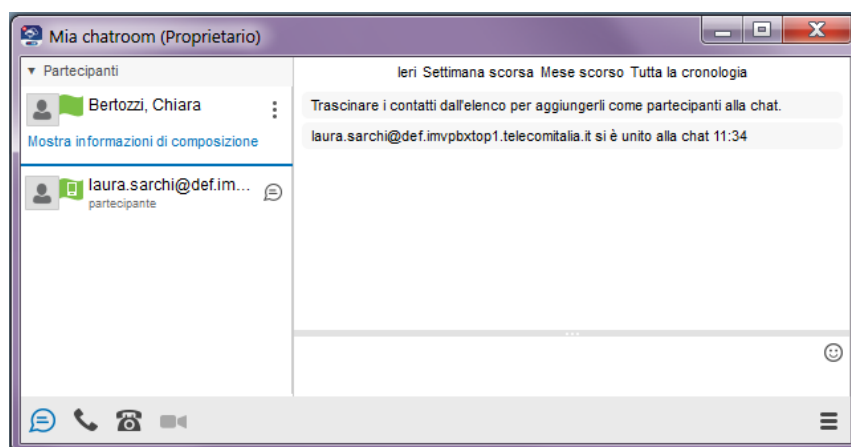 Mia chatroom (Proprietario)
Partecipanti
Bertozzi, Chiara
Mostra informazioni di composizione
laura.sarchi@def.im...
partecipante
Ieri Settimana scorsa Mese scorso Tutta la cronologia
Trascinare i contatti dall'elenco per aggiungerli come partecipanti alla chat.
laura.sarchi@def.imvpbxtop1.telecomitalia.it si è unito alla chat 11:34